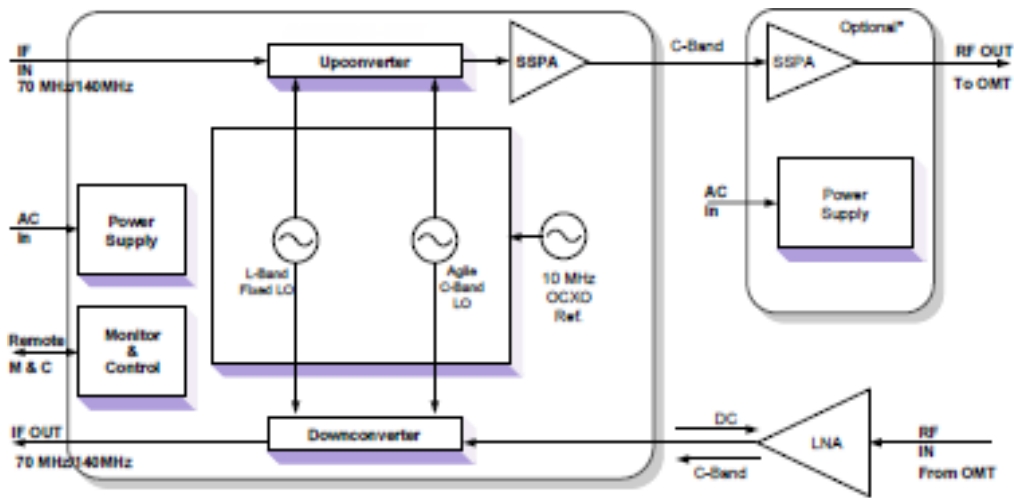 IF
IN
70 MHz/140MHz
Upconverter
SSPA
C-Band
Optional*
SSPA
RF OUT
To OMT
AC
In
Power
Supply
L-Band
Fixed LO
Agile
C-Band
LO
10 MHz
OCXO
Ref.
AC
In
Power
Supply
Remote
M & C
Monitor
&
Control
IF OUT
70 MHz/140MHz
Downconverter
DC
C-Band
LNA
RF
IN
From OMT